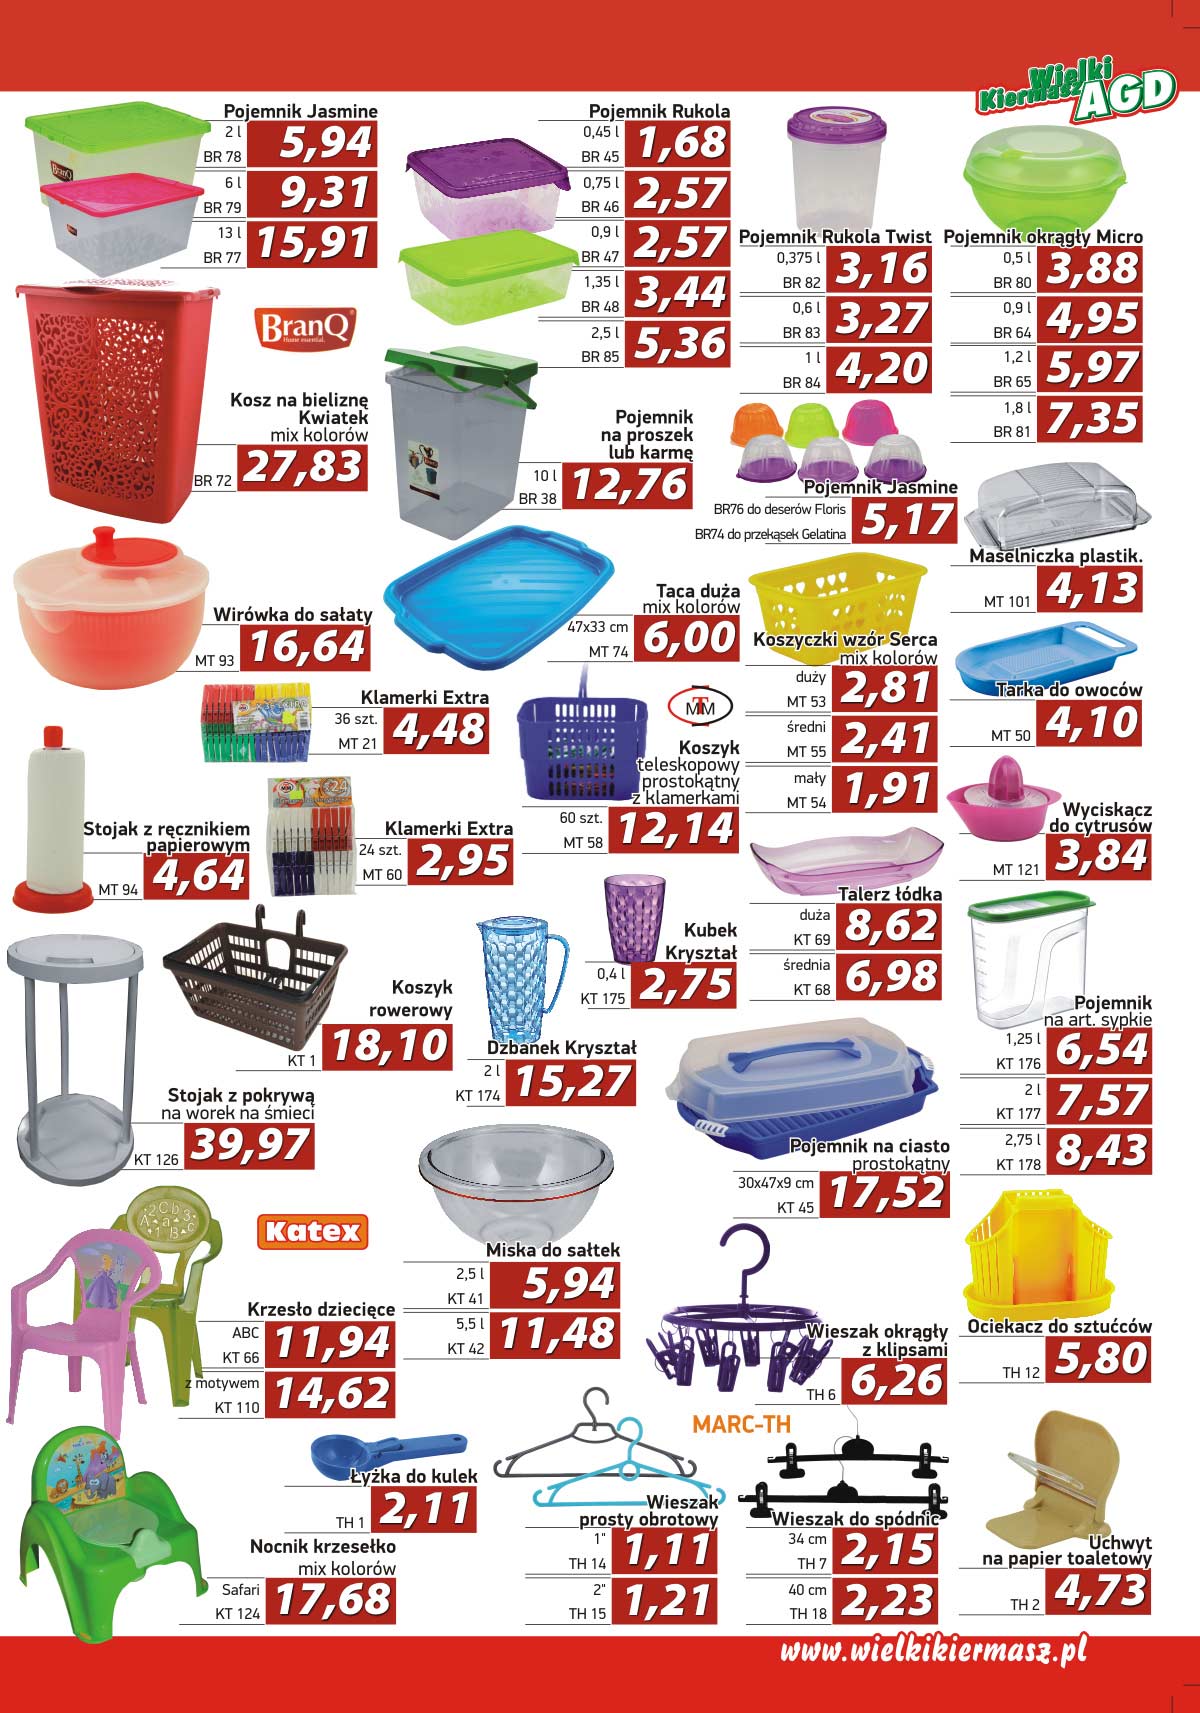 Wielki
Kiermasz
AGD
Pojemnik Jasmine
2 l
BR 78
5,94
6 l
BR 79
9,31
13 l
BR 77
15,91
BranQ
BranQ
Pojemnik Rukola
0,45 l
BR 45
1,68
0,75 l
BR 46
2,57
0,9 l
BR 47
2,57
1,35 l
BR 48
3,44
2,5 l
BR 85
5,36
Pojemnik Rukola Twist
0,375 l
BR 82
3,16
0,6 l
BR 83
3,27
1 l
BR 84
4,20
Pojemnik okrągły Micro
0,5 l
BR 80
3,88
0,9 l
BR 64
4,95
1,2 l
BR 65
5,97
1,8 l
BR 81
7,35
BranQ
Home essential.
Kosz na bieliznę
Kwiatek
mix kolorów
BR 72
27,83
Pojemnik
na proszek
lub karmę
10 l
BR 38
12,76
Pojemnik Jasmine
BR76 do deserów Floris
BR74 do przekąsek Gelatina
5,17
Maselniczka plastik.
MT 101
4,13
Wirówka do sałaty
MT 93
16,64
Taca duża
mix kolorów
47x33 cm
MT 74
6,00
Koszyczki wzór Serca
mix kolorów
duży
MT 53
2,81
średni
MT 55
2,41
mały
MT 54
1,91
Tarka do owoców
MT 50
4,10
Klamerki Extra
36 szt.
MT 21
4,48
MTM
Koszyk
teleskopowy
prostokątny
z klamerkami
60 szt.
MT 58
12,14
Stojak z ręcznikiem
papierowym
MT 94
4,64
Klamerki Extra
24 szt.
MT 60
2,95
Wyciskacz
do cytrusów
MT 121
3,84
Talerz łódka
duża
KT 69
8,62
średnia
KT 68
6,98
Kubek
Kryształ
0,4 l
KT 175
2,75
Koszyk
rowerowy
KT 1
18,10
Dzbanek Kryształ
2 l
KT 174
15,27
Pojemnik
na art. sypkie
1,25 l
KT 176
6,54
2 l
KT 177
7,57
2,75 l
KT 178
8,43
Stojak z pokrywą
na worek na śmieci
KT 126
39,97
Pojemnik na ciasto
prostokątny
30x47x9 cm
KT 45
17,52
Katex
Miska do sałtek
2,5 l
KT 41
5,94
5,5 l
KT 42
11,48
Krzesło dziecięce
ABC
KT 66
11,94
z motywem
KT 110
14,62
Wieszak okrągły
z klipsami
TH 6
6,26
Ociekacz do sztućców
TH 12
5,80
MARC-TH
Łyżka do kulek
TH 1
2,11
Wieszak
prosty obrotowy
1"
TH 14
1,11
2"
TH 15
1,21
Wieszak do spódnic
34 cm
TH 7
2,15
40 cm
TH 18
2,23
Uchwyt
na papier toaletowy
TH 2
4,73
Nocnik krzesełko
mix kolorów
Safari
KT 124
17,68
www.wielkikiermasz.pl